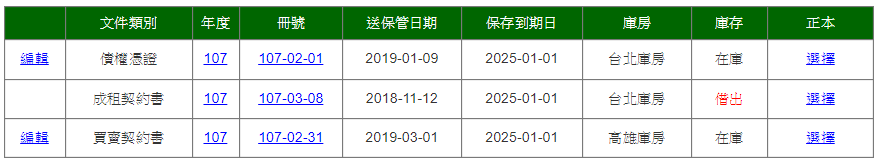 文件類別 年度 冊號 送保管日期 保存到期日 庫房 庫存 正本
編輯 債權憑證 107 107-02-01 2019-01-09 2025-01-01 台北庫房 在庫 選擇
成租契約書 107 107-03-08 2018-11-12 2025-01-01 台北庫房 借出 選擇
編輯 買賣契約書 107 107-02-31 2019-03-01 2025-01-01 高雄庫房 在庫 選擇